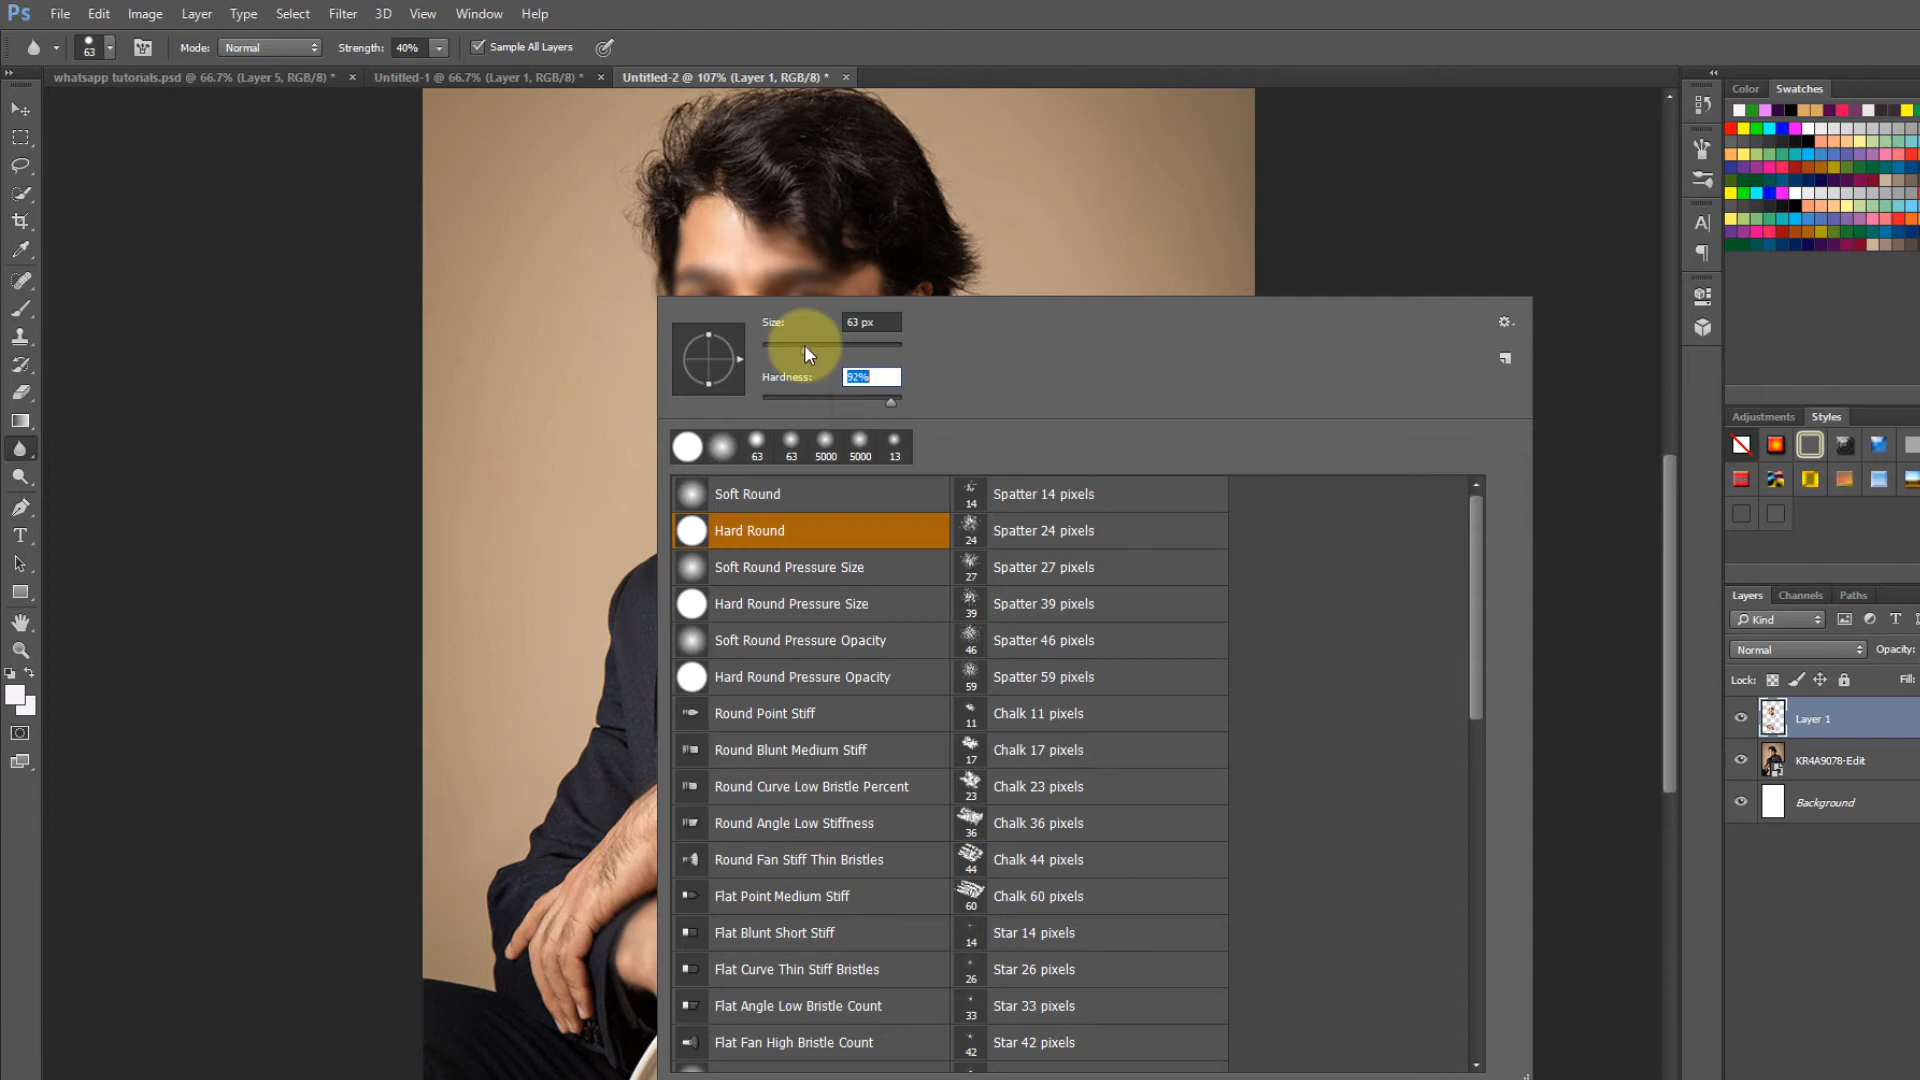 Ps File Edit Image Layer Type Select Filter 3D View Window Help
63 Mode: Normal Strength: 40% Sample All Layers
whatsapp tutorials.psd @ 66.7% (Layer 5, RGB/8) * × Untitled-1 @ 66.7% (Layer 1, RGB/8) * × Untitled-2 @ 107% (Layer 1, RGB/8) * ×
Color Swatches
Size: 63 px
Hardness: 92%
63 63 5000 5000 13
Soft Round
14 Spatter 14 pixels
Hard Round
24 Spatter 24 pixels
Soft Round Pressure Size
27 Spatter 27 pixels
Hard Round Pressure Size
39 Spatter 39 pixels
Soft Round Pressure Opacity
46 Spatter 46 pixels
Hard Round Pressure Opacity
59 Spatter 59 pixels
Round Point Stiff
11 Chalk 11 pixels
Round Blunt Medium Stiff
17 Chalk 17 pixels
Round Curve Low Bristle Percent
23 Chalk 23 pixels
Round Angle Low Stiffness
36 Chalk 36 pixels
Round Fan Stiff Thin Bristles
44 Chalk 44 pixels
Flat Point Medium Stiff
60 Chalk 60 pixels
Flat Blunt Short Stiff
14 Star 14 pixels
Flat Curve Thin Stiff Bristles
26 Star 26 pixels
Flat Angle Low Bristle Count
33 Star 33 pixels
Flat Fan High Bristle Count
42 Star 42 pixels
Adjustments Styles
Layers Channels Paths
Kind
Normal Opacity:
Lock: Fill:
Layer 1
KR4A9078-Edit
Background